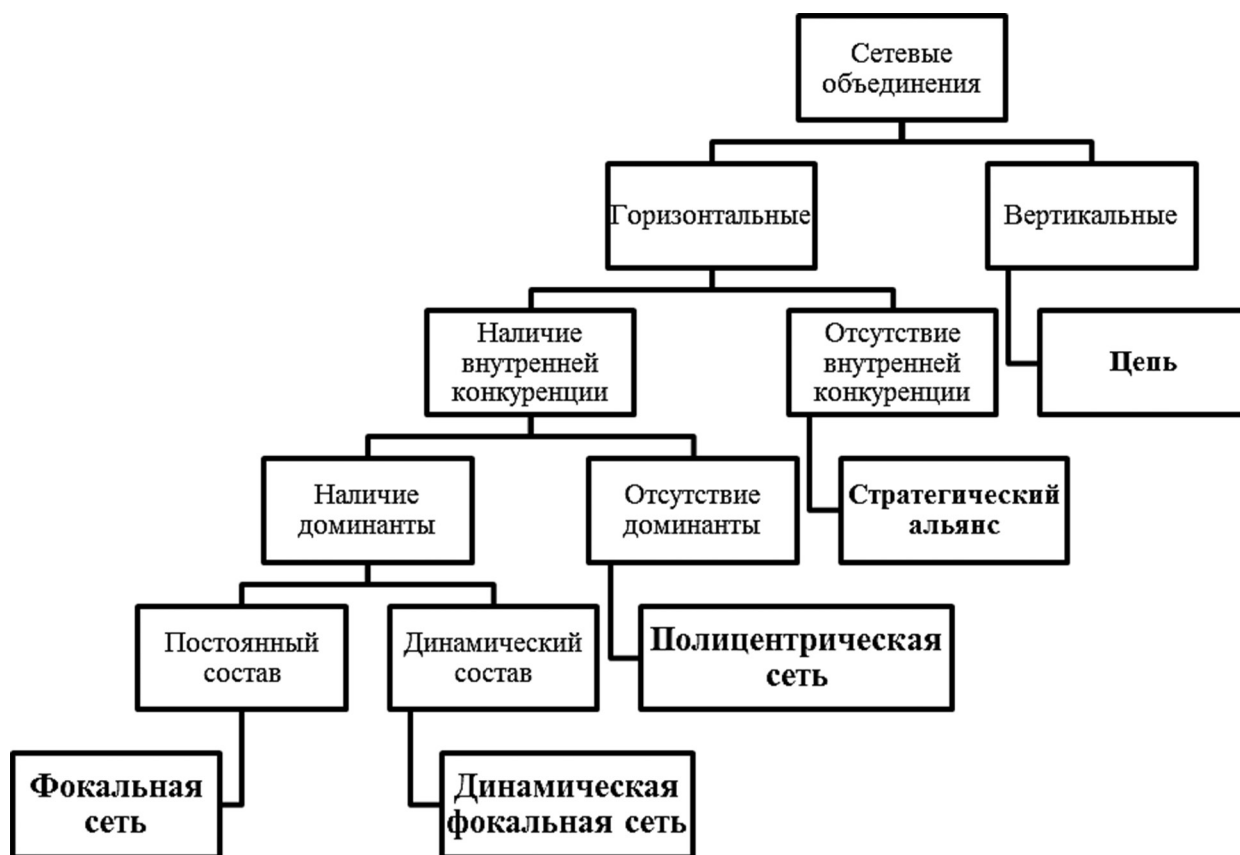 Сетевые
объединения
Горизонтальные
Вертикальные
Наличие
внутренней
конкуренции
Отсутствие
внутренней
конкуренции
Цепь
Наличие
доминанты
Отсутствие
доминанты
Стратегический
альянс
Постоянный
состав
Динамический
состав
Полицентрическая
сеть
Фокальная
сеть
Динамическая
фокальная сеть